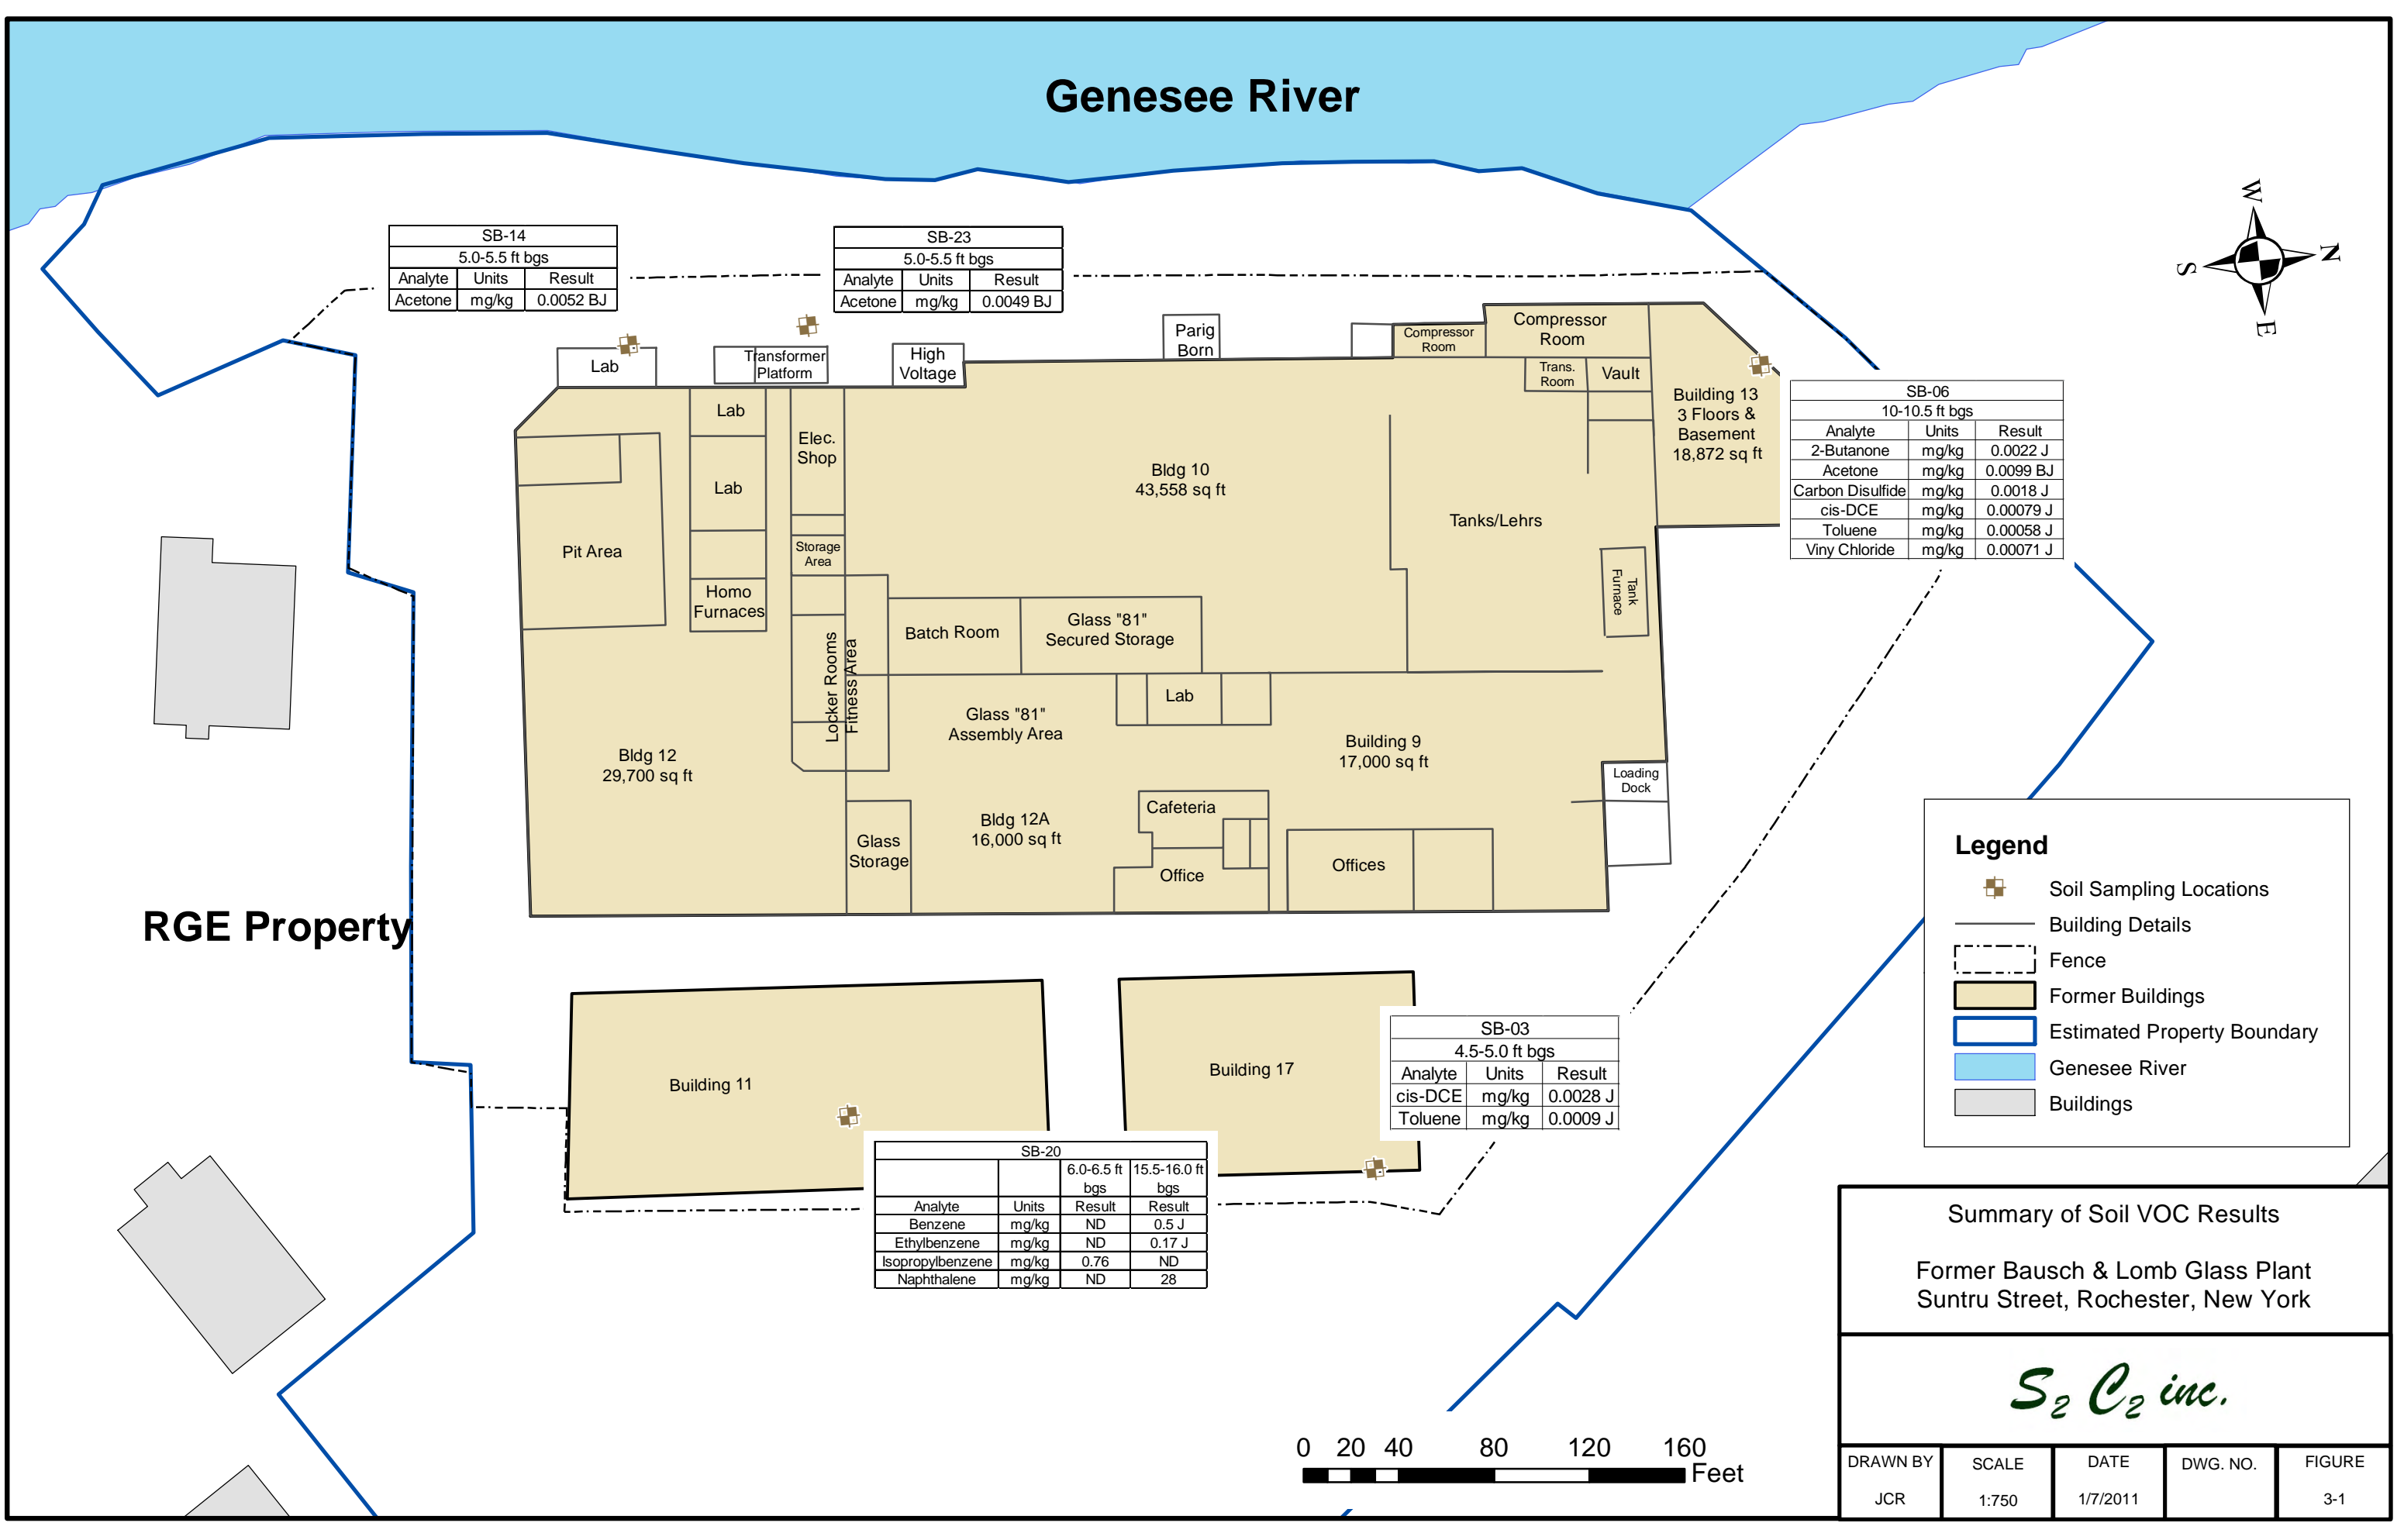 Genesee River
W
N
S
E
SB-14
5.0-5.5 ft bgs
Analyte Units Result
Acetone mg/kg 0.0052 BJ
SB-23
5.0-5.5 ft bgs
Analyte Units Result
Acetone mg/kg 0.0049 BJ
SB-06
10-10.5 ft bgs
Analyte Units Result
2-Butanone mg/kg 0.0022 J
Acetone mg/kg 0.0099 BJ
Carbon Disulfide mg/kg 0.0018 J
cis-DCE mg/kg 0.00079 J
Toluene mg/kg 0.00058 J
Viny Chloride mg/kg 0.00071 J
Lab
Transformer
Platform
High
Voltage
Parig
Born
Compressor
Room
Compressor
Room
Trans.
Room
Vault
Building 13
3 Floors &
Basement
18,872 sq ft
Lab
Elec.
Shop
Lab
Bldg 10
43,558 sq ft
Tanks/Lehrs
Pit Area
Storage
Area
Homo
Furnaces
Tank
Furnace
Batch Room
Glass "81"
Secured Storage
Locker Rooms
Fitness Area
Lab
Glass "81"
Assembly Area
Bldg 12
29,700 sq ft
Building 9
17,000 sq ft
Loading
Dock
Cafeteria
Bldg 12A
16,000 sq ft
Glass
Storage
Office
Offices
RGE Property
Building 11
Building 17
SB-03
4.5-5.0 ft bgs
Analyte Units Result
cis-DCE mg/kg 0.0028 J
Toluene mg/kg 0.0009 J
SB-20
6.0-6.5 ft bgs 15.5-16.0 ft bgs
Analyte Units Result Result
Benzene mg/kg ND 0.5 J
Ethylbenzene mg/kg ND 0.17 J
Isopropylbenzene mg/kg 0.76 ND
Naphthalene mg/kg ND 28
Legend
Soil Sampling Locations
Building Details
Fence
Former Buildings
Estimated Property Boundary
Genesee River
Buildings
0 20 40 80 120 160
Feet
Summary of Soil VOC Results
Former Bausch & Lomb Glass Plant
Suntru Street, Rochester, New York
S2 C2 inc.
DRAWN BY SCALE DATE DWG. NO. FIGURE
JCR 1:750 1/7/2011 3-1